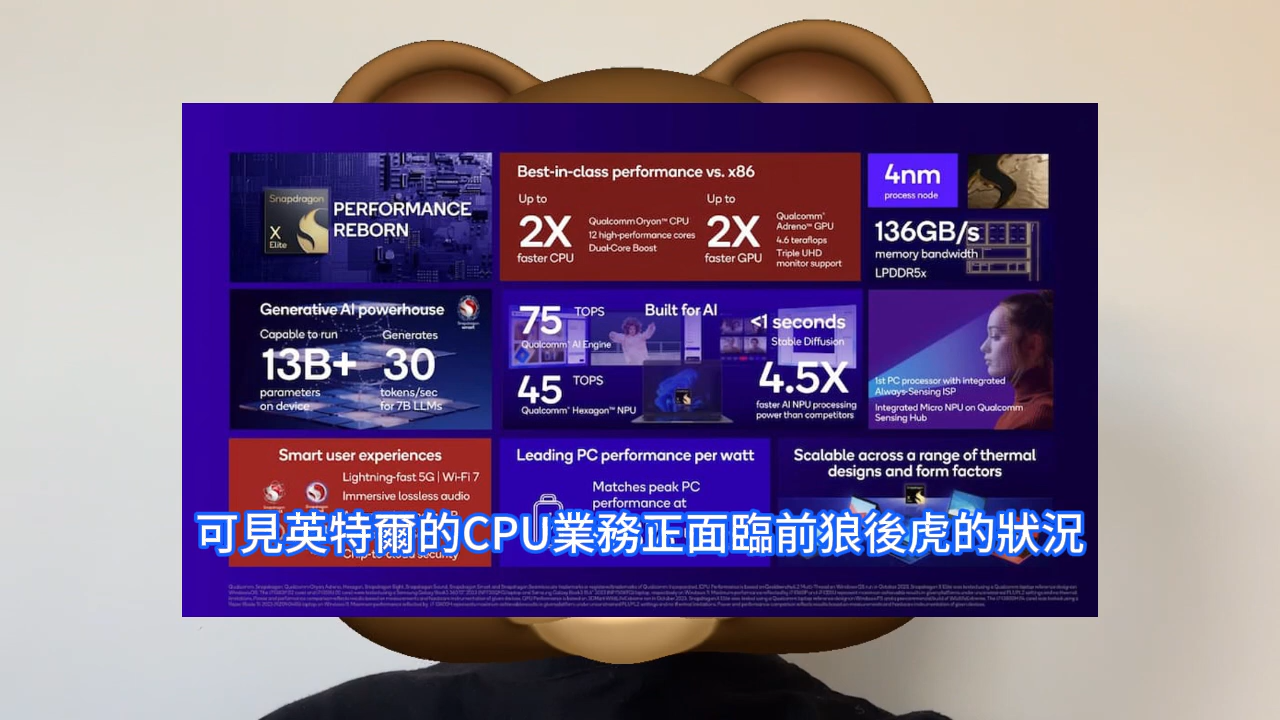 Snapdragon
X
Elite
PERFORMANCE
REBORN
Best-in-class performance vs. x86
Up to
2X
faster CPU
Qualcomm Oryon™ CPU
12 high-performance cores
Dual-Core Boost
Up to
2X
faster GPU
Qualcomm®
Adreno™ GPU
4.6 teraflops
Triple UHD
monitor support
4nm
process node
136GB/s
memory bandwidth
LPDDR5x
Generative AI powerhouse
Capable to run
13B+
parameters
on device
Generates
30
tokens/sec
for 7B LLMs
75 TOPS
Qualcomm® AI Engine
Built for AI
45 TOPS
Qualcomm® Hexagon™ NPU
<1 seconds
Stable Diffusion
4.5X
faster AI NPU processing
power than competitors
1st PC processor with integrated
Always-Sensing ISP
Integrated Micro NPU on Qualcomm
Sensing Hub
Smart user experiences
Lightning-fast 5G | Wi-Fi 7
Immersive lossless audio
Chip-to-cloud security
Leading PC performance per watt
Matches peak PC
performance at
Scalable across a range of thermal
designs and form factors
可見英特爾的CPU業務正面臨前狼後虎的狀況